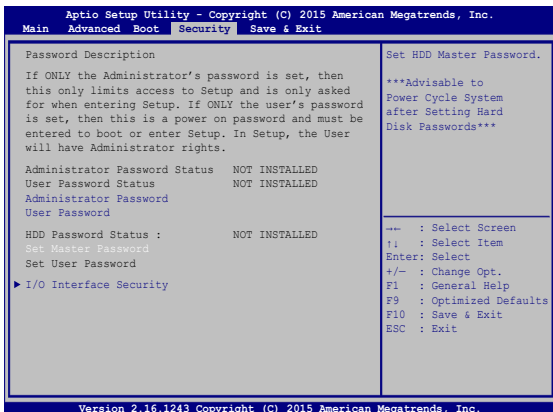 Aptio Setup Utility - Copyright (C) 2015 American Megatrends, Inc.
Main Advanced Boot Security Save & Exit
Password Description
If ONLY the Administrator's password is set, then
this only limits access to Setup and is only asked
for when entering Setup. If ONLY the user's password
is set, then this is a power on password and must be
entered to boot or enter Setup. In Setup, the User
will have Administrator rights.
Administrator Password Status NOT INSTALLED
User Password Status NOT INSTALLED
Administrator Password
User Password
HDD Password Status : NOT INSTALLED
Set Master Password
Set User Password
▶ I/O Interface Security
Set HDD Master Password.
***Advisable to
Power Cycle System
after Setting Hard
Disk Passwords***
→← : Select Screen
↑↓ : Select Item
Enter: Select
+/— : Change Opt.
F1 : General Help
F9 : Optimized Defaults
F10 : Save & Exit
ESC : Exit
Version 2.16.1243 Copyright (C) 2015 American Megatrends, Inc.